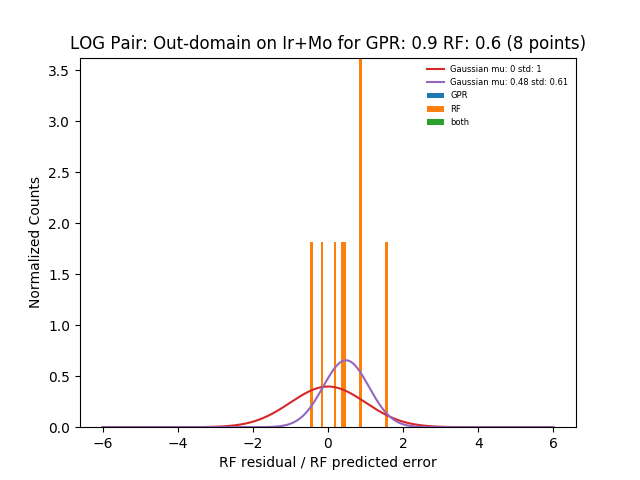 LOG Pair: Out-domain on Ir+Mo for GPR: 0.9 RF: 0.6 (8 points)
3.5
3.0
2.5
2.0
1.5
1.0
0.5
0.0
Normalized Counts
Gaussian mu: 0 std: 1
Gaussian mu: 0.48 std: 0.61
GPR
RF
both
−6
−4
−2
0
2
4
6
RF residual / RF predicted error